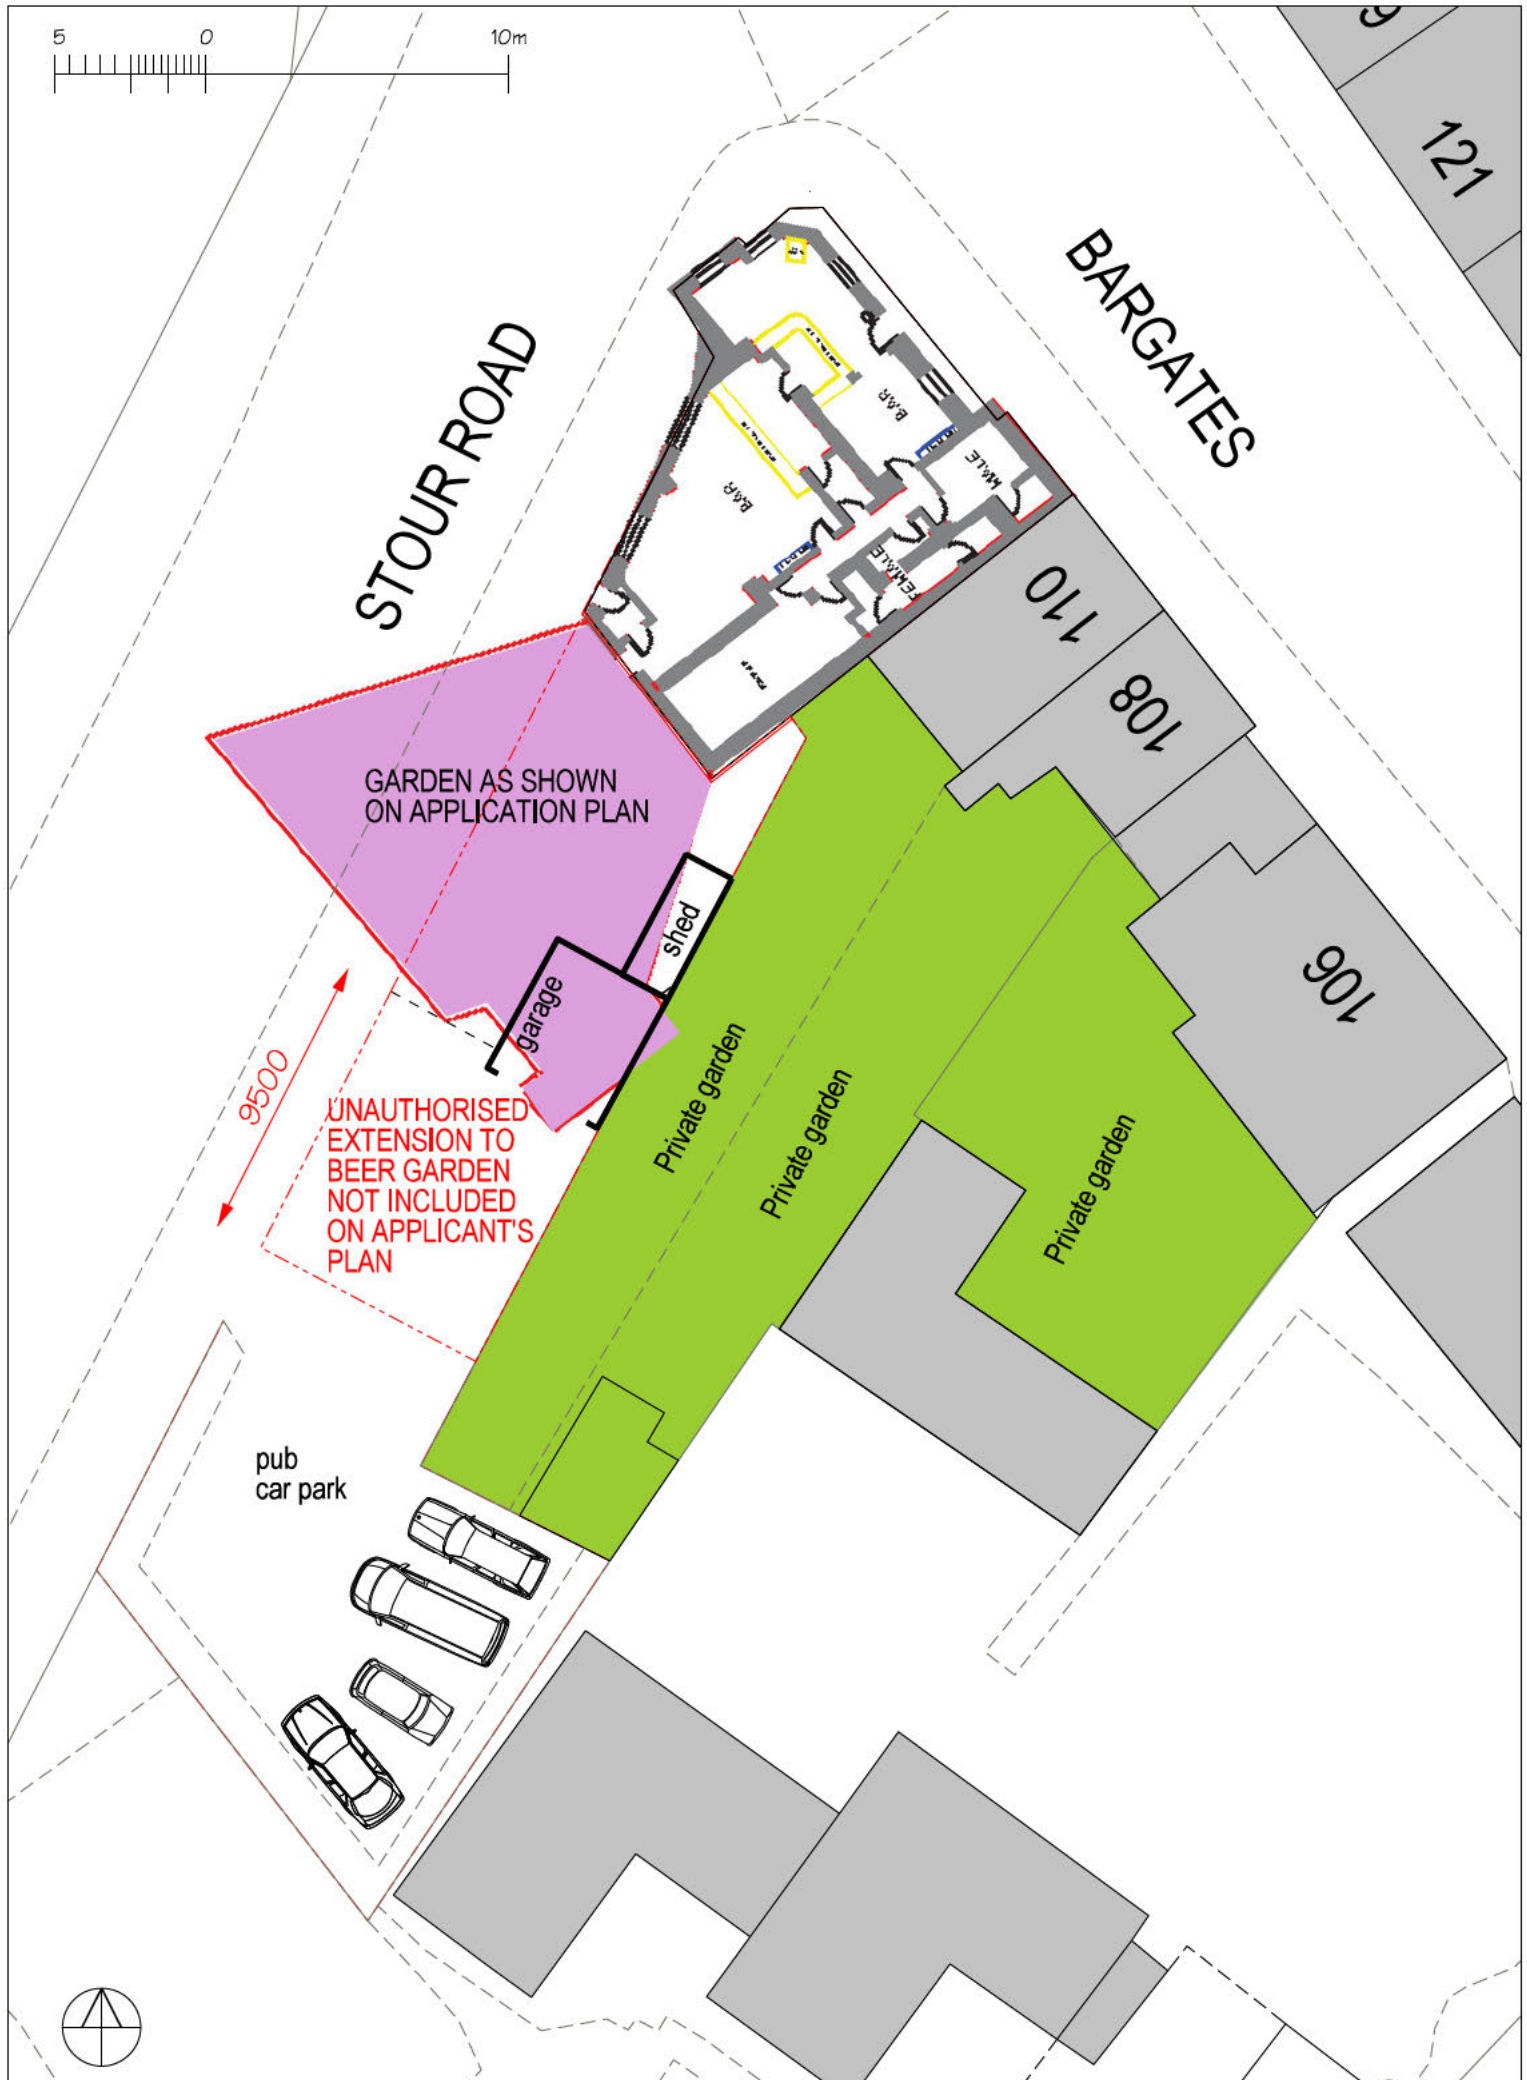 5 0 10m
9
121
BARGATES
STOUR ROAD
BAR
BAR
MALE
FEMALE
110
108
106
GARDEN AS SHOWN
ON APPLICATION PLAN
shed
garage
9500
UNAUTHORISED
EXTENSION TO
BEER GARDEN
NOT INCLUDED
ON APPLICANT'S
PLAN
Private garden
Private garden
Private garden
pub
car park